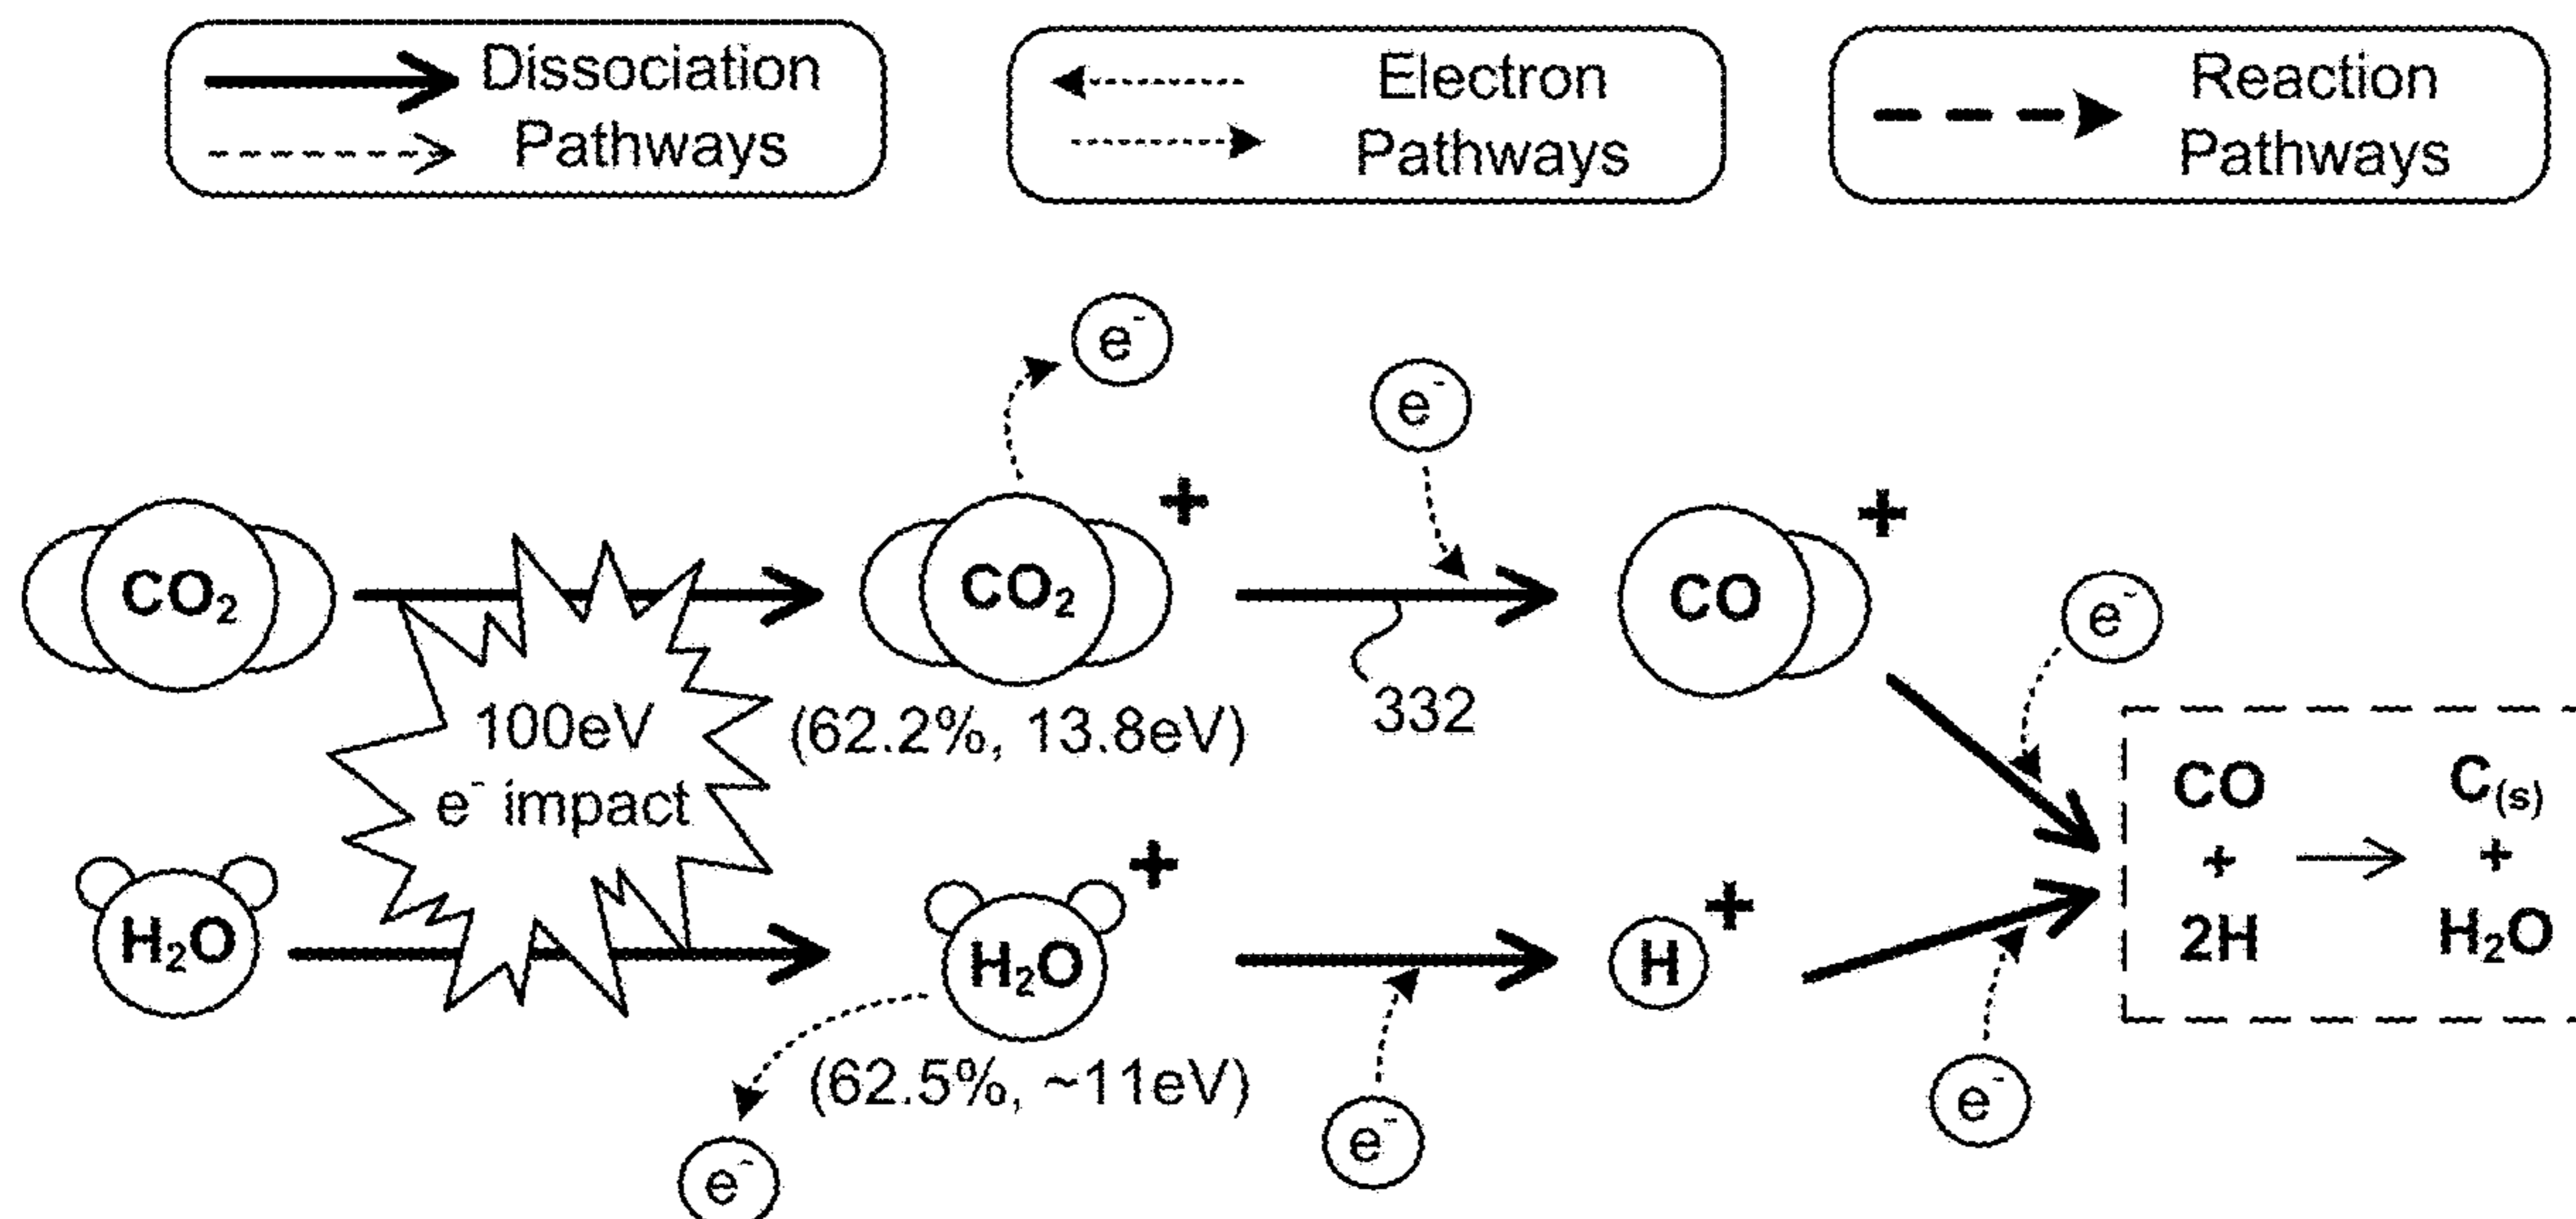 Dissociation
Pathways
Electron
Pathways
Reaction
Pathways
e⁻
e⁻
CO₂
CO₂
+
CO
+
e⁻
100eV
e⁻ impact
(62.2%, 13.8eV)
332
CO
+
2H
C(s)
+
H₂O
H₂O
H₂O
+
H
+
(62.5%, ~11eV)
e⁻
e⁻
e⁻